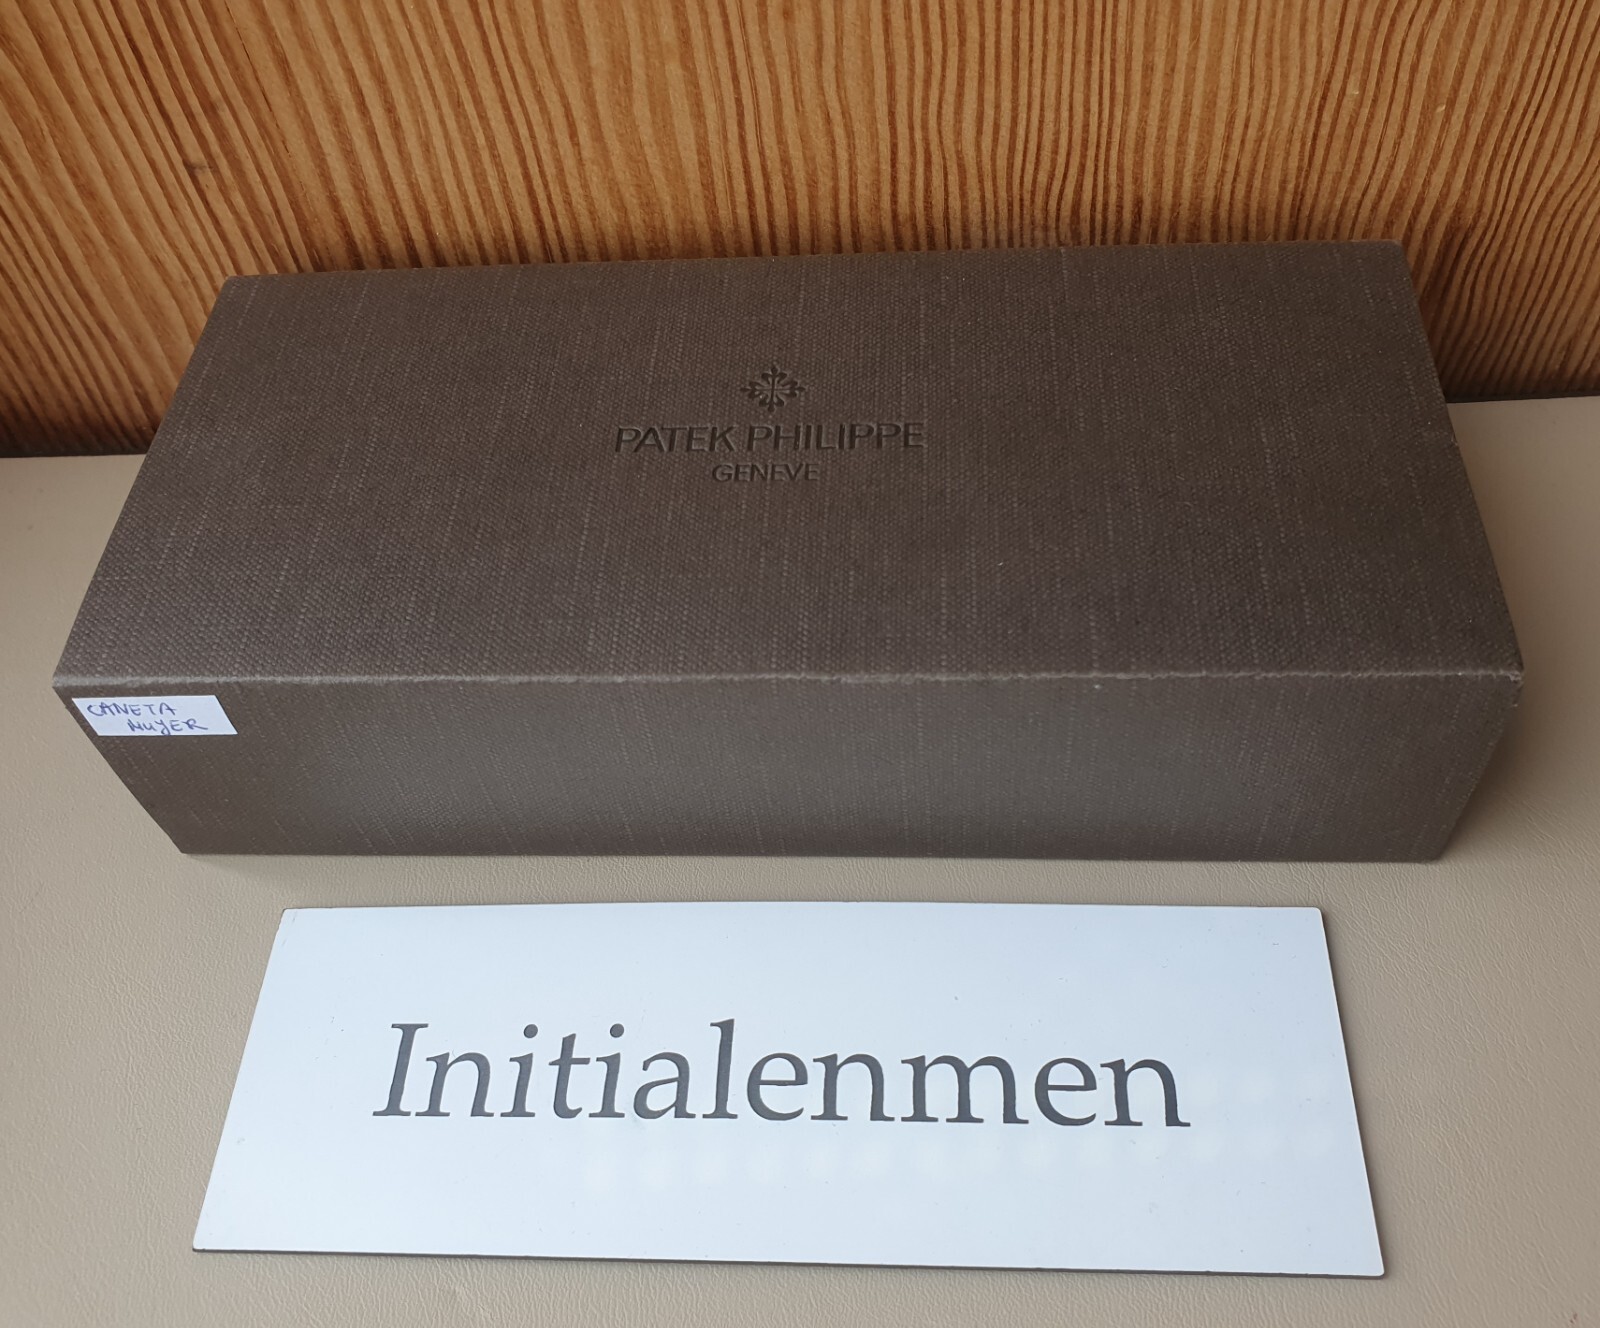 PATEK PHILIPPE
GENEVE
CANETA
MUJER
Initialenmen